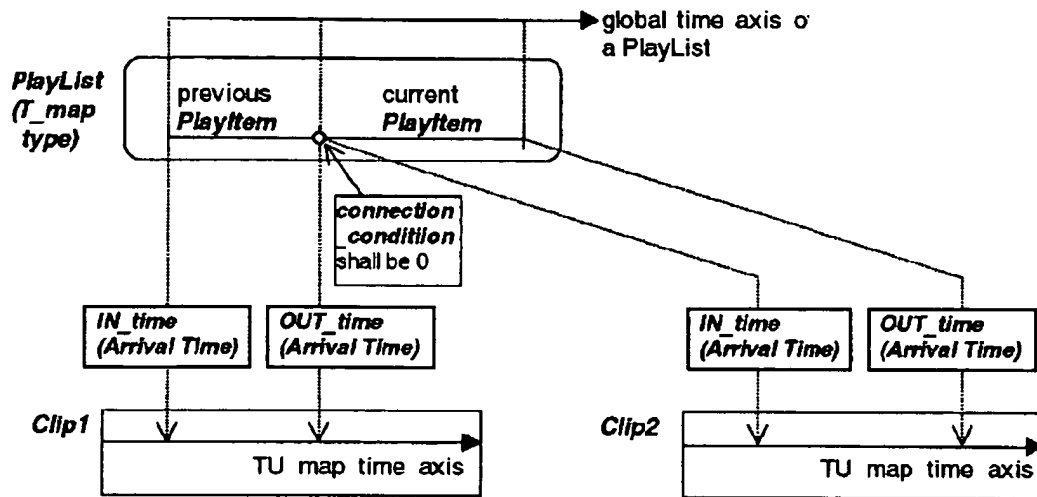 global time axis o
a PlayList
PlayList
(T_map
type)
previous
PlayItem
current
PlayItem
connection
_conditiion
shall be 0
IN_time
(Arrival Time)
OUT_time
(Arrival Time)
IN_time
(Arrival Time)
OUT_time
(Arrival Time)
Clip1
TU map time axis
Clip2
TU map time axis